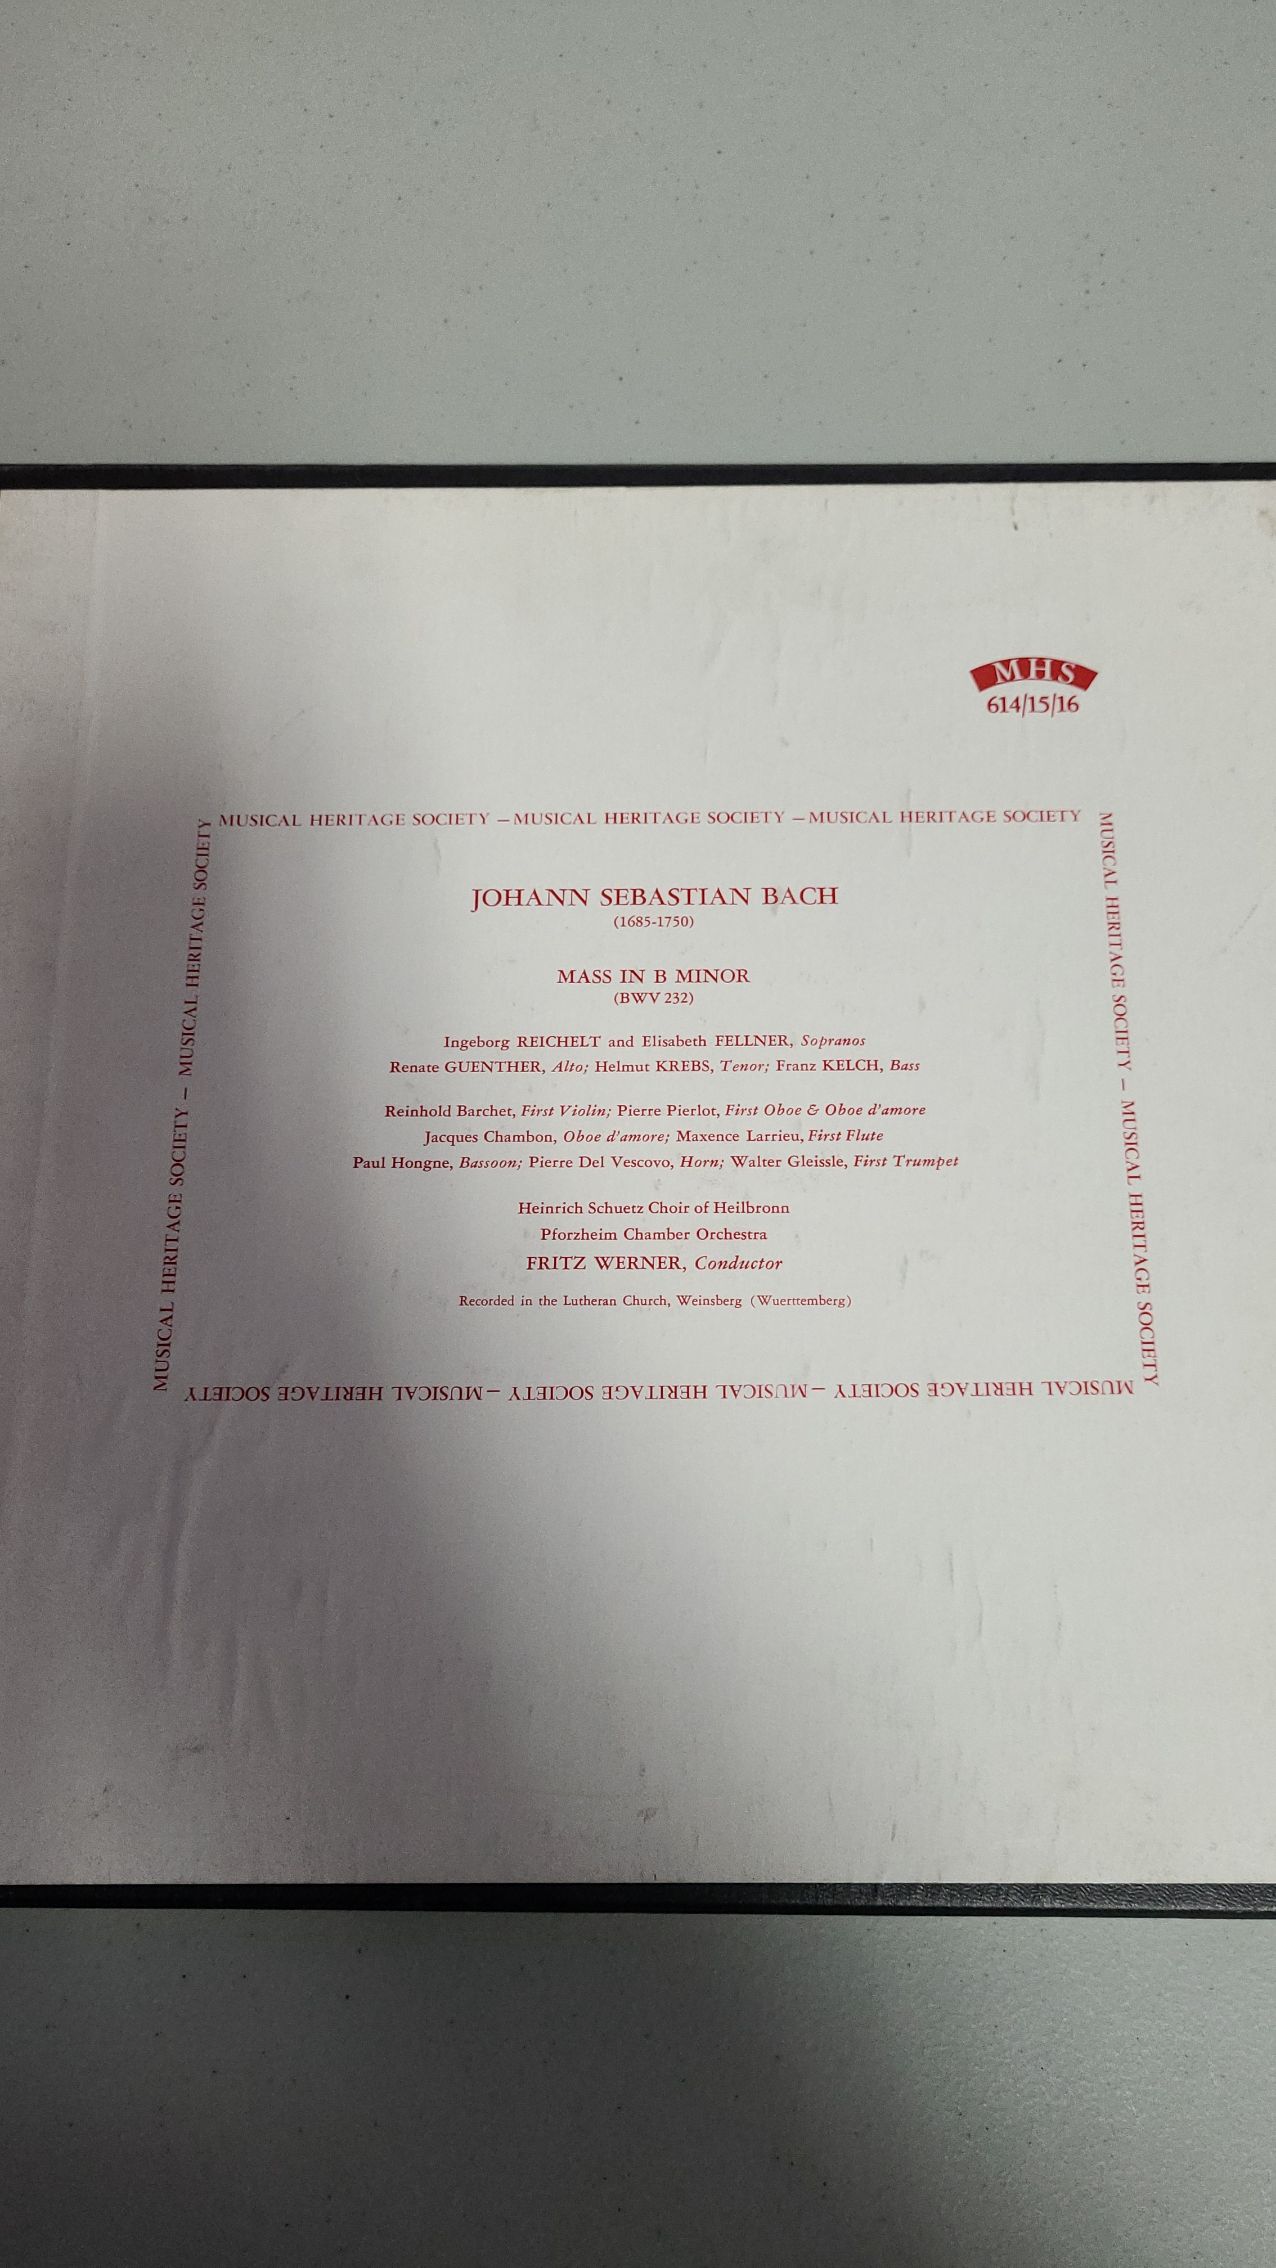 MHS
614/15/16
MUSICAL HERITAGE SOCIETY – MUSICAL HERITAGE SOCIETY – MUSICAL HERITAGE SOCIETY
MUSICAL HERITAGE SOCIETY – MUSICAL HERITAGE SOCIETY
JOHANN SEBASTIAN BACH
(1685-1750)
MASS IN B MINOR
(BWV 232)
Ingeborg REICHELT and Elisabeth FELLNER, Sopranos
Renate GUENTHER, Alto; Helmut KREBS, Tenor; Franz KELCH, Bass
Reinhold Barchet, First Violin; Pierre Pierlot, First Oboe & Oboe d'amore
Jacques Chambon, Oboe d'amore; Maxence Larrieu, First Flute
Paul Hongne, Bassoon; Pierre Del Vescovo, Horn; Walter Gleissle, First Trumpet
Heinrich Schuetz Choir of Heilbronn
Pforzheim Chamber Orchestra
FRITZ WERNER, Conductor
Recorded in the Lutheran Church, Weinsberg (Wuerttemberg)
MUSICAL HERITAGE SOCIETY – MUSICAL HERITAGE SOCIETY
MUSICAL HERITAGE SOCIETY – MUSICAL HERITAGE SOCIETY – MUSICAL HERITAGE SOCIETY